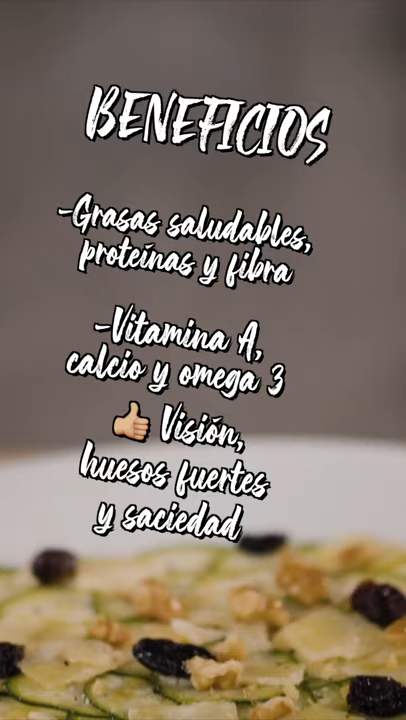 BENEFICIOS
-Grasas saludables,
proteínas y fibra
-Vitamina A,
calcio y omega 3
👍🏼 Visión,
huesos fuertes
y saciedad